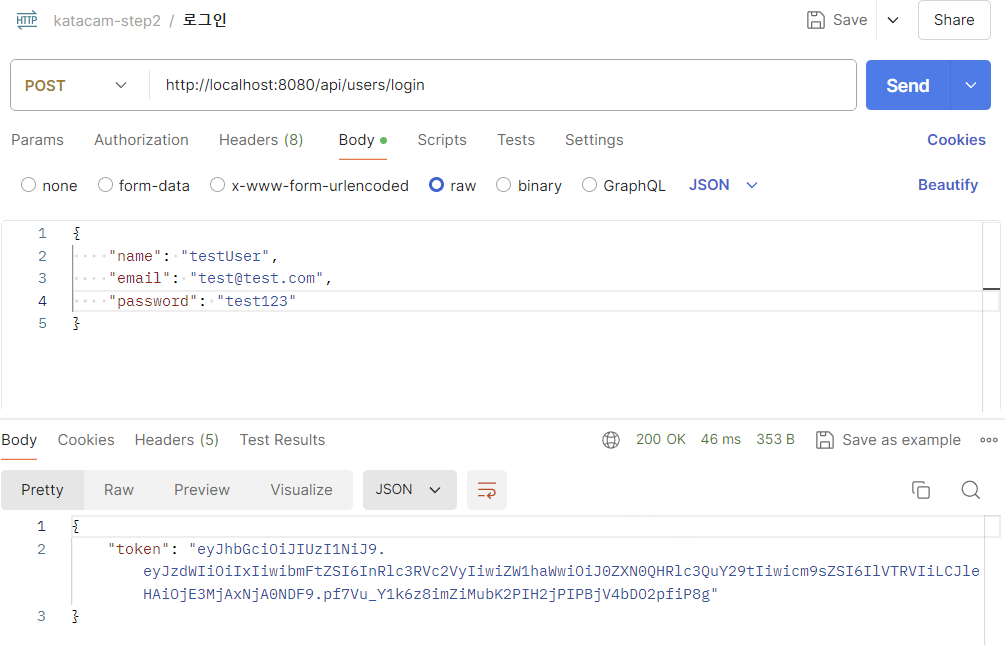 HTTP katacam-step2 / 로그인 Save Share
POST http://localhost:8080/api/users/login Send
Params Authorization Headers (8) Body Scripts Tests Settings Cookies
none form-data x-www-form-urlencoded raw binary GraphQL JSON Beautify
1 {
2 "name": "testUser",
3 "email": "test@test.com",
4 "password": "test123"
5 }
Body Cookies Headers (5) Test Results 200 OK 46 ms 353 B Save as example
Pretty Raw Preview Visualize JSON
1 {
2 "token": "eyJhbGciOiJIUzI1NiJ9.
eyJzdWIiOiIxIiwibmFtZSI6InRlc3RVc2VyIiwiZW1haWwiOiJ0ZXN0QHRlc3QuY29tIiwicm9sZSI6IlVTRVIiLCJle
HAiOjE3MjAxNjA0NDF9.pf7Vu_Y1k6z8imZiMubK2PIH2jPIPBjV4bDO2pfiP8g"
3 }